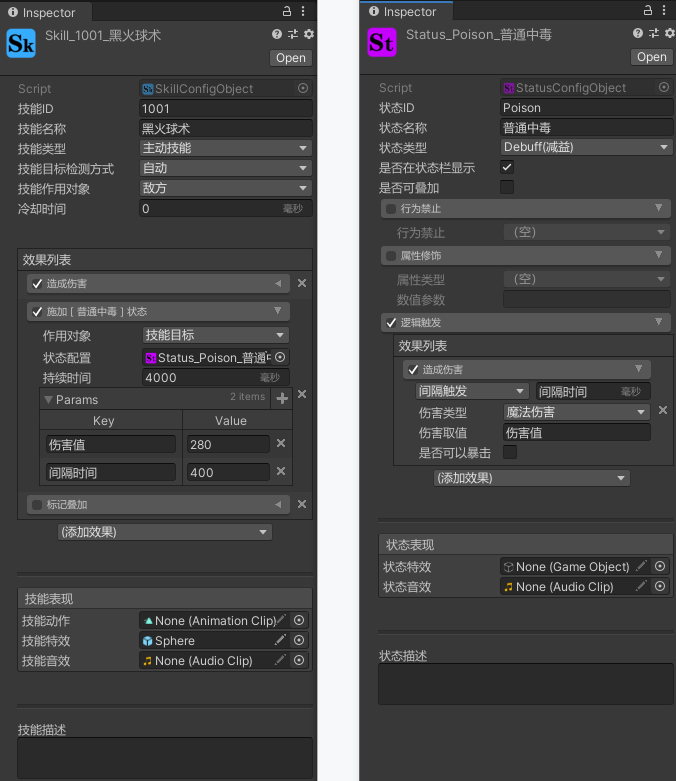 Inspector
Sk
Skill_1001_黑火球术
Open
Script
Sk SkillConfigObject
技能ID
1001
技能名称
黑火球术
技能类型
主动技能
技能目标检测方式
自动
技能作用对象
敌方
冷却时间
0
毫秒
效果列表
造成伤害
施加 [ 普通中毒 ] 状态
作用对象
技能目标
状态配置
St Status_Poison_普通中
持续时间
4000
毫秒
Params
2 items
Key
Value
伤害值
280
间隔时间
400
标记叠加
(添加效果)
技能表现
技能动作
None (Animation Clip)
技能特效
Sphere
技能音效
None (Audio Clip)
技能描述
Inspector
St
Status_Poison_普通中毒
Open
Script
St StatusConfigObject
状态ID
Poison
状态名称
普通中毒
状态类型
Debuff(减益)
是否在状态栏显示
是否可叠加
行为禁止
行为禁止
(空)
属性修饰
属性类型
(空)
数值参数
逻辑触发
效果列表
造成伤害
间隔触发
间隔时间
毫秒
伤害类型
魔法伤害
伤害取值
伤害值
是否可以暴击
(添加效果)
状态表现
状态特效
None (Game Object)
状态音效
None (Audio Clip)
状态描述